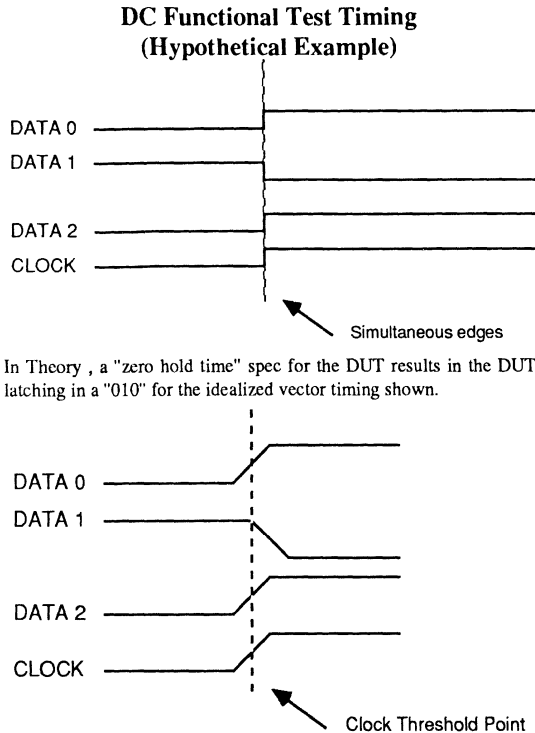 DC Functional Test Timing
(Hypothetical Example)
DATA 0
DATA 1
DATA 2
CLOCK
Simultaneous edges
In Theory , a "zero hold time" spec for the DUT results in the DUT
latching in a "010" for the idealized vector timing shown.
DATA 0
DATA 1
DATA 2
CLOCK
Clock Threshold Point